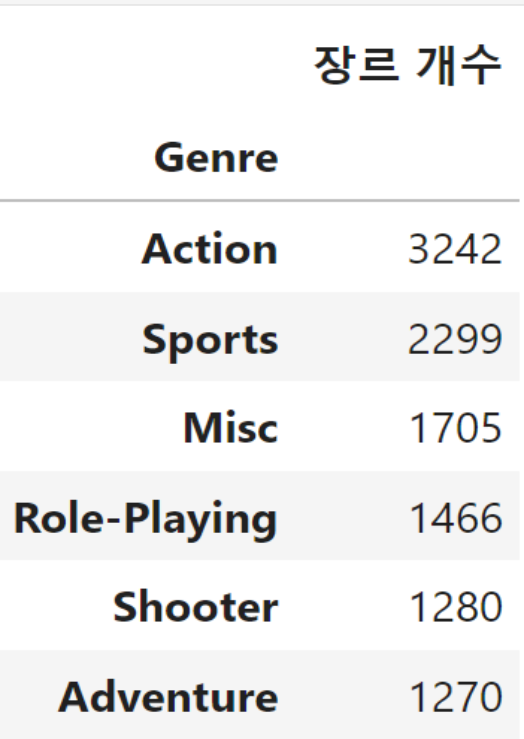 장르 개수
Genre
Action 3242
Sports 2299
Misc 1705
Role-Playing 1466
Shooter 1280
Adventure 1270